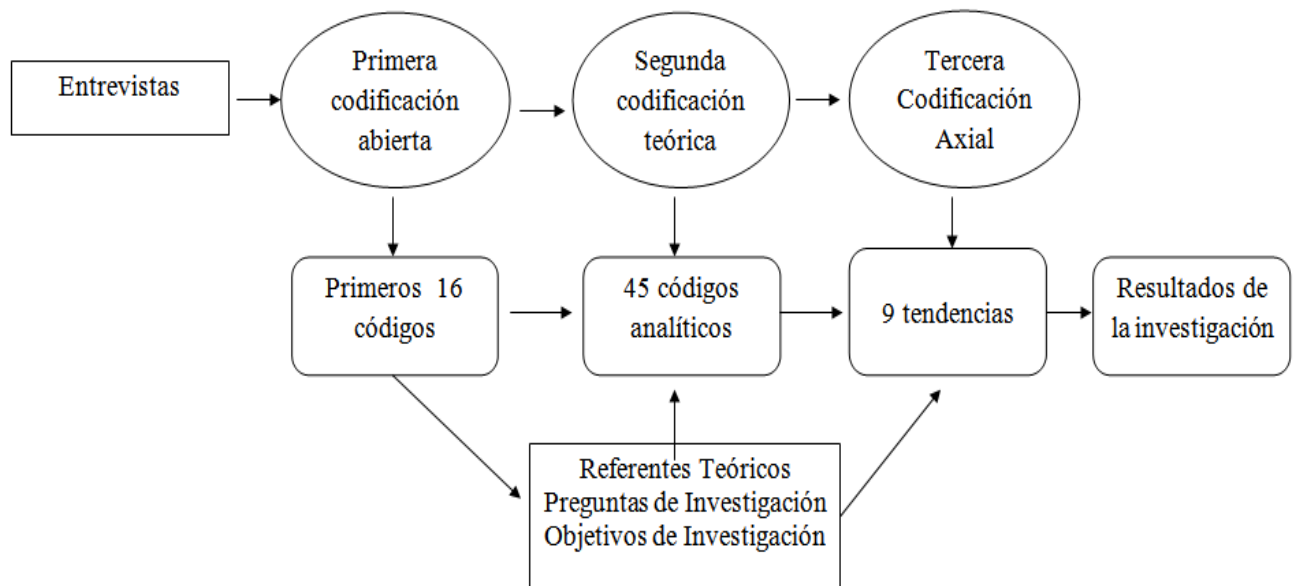 Entrevistas
Primera
codificación
abierta
Segunda
codificación
teórica
Tercera
Codificación
Axial
Primeros 16
códigos
45 códigos
analíticos
9 tendencias
Resultados de
la investigación
Referentes Teóricos
Preguntas de Investigación
Objetivos de Investigación